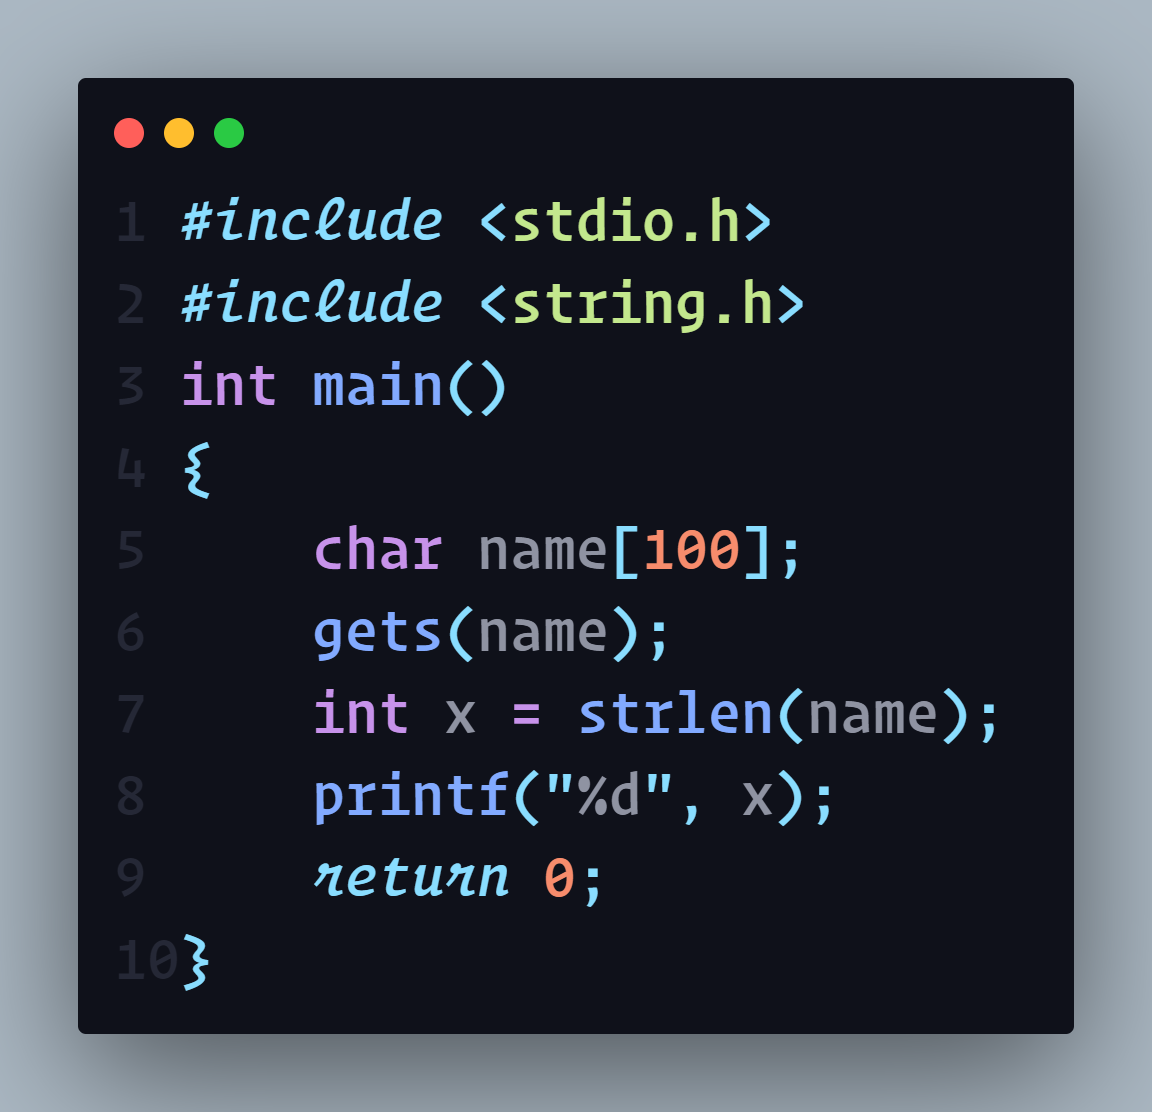 1 #include <stdio.h>
2 #include <string.h>
3 int main()
4 {
5     char name[100];
6     gets(name);
7     int x = strlen(name);
8     printf("%d", x);
9     return 0;
10}